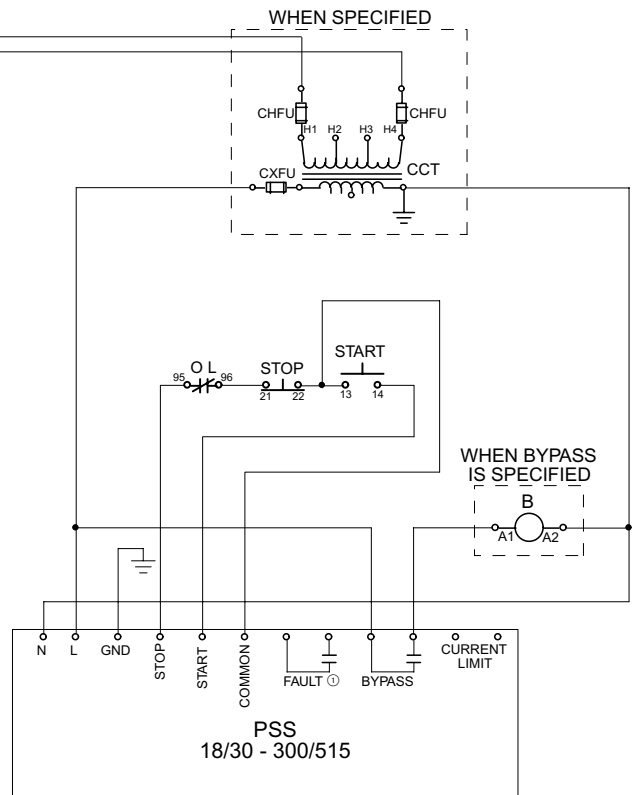 WHEN SPECIFIED
CHFU
H1
H2
H3
H4
CHFU
CXFU
CCT
O L
95
96
STOP
21
22
START
13
14
WHEN BYPASS
IS SPECIFIED
B
A1
A2
N
L
GND
STOP
START
COMMON
FAULT ①
BYPASS
CURRENT
LIMIT
PSS
18/30 - 300/515